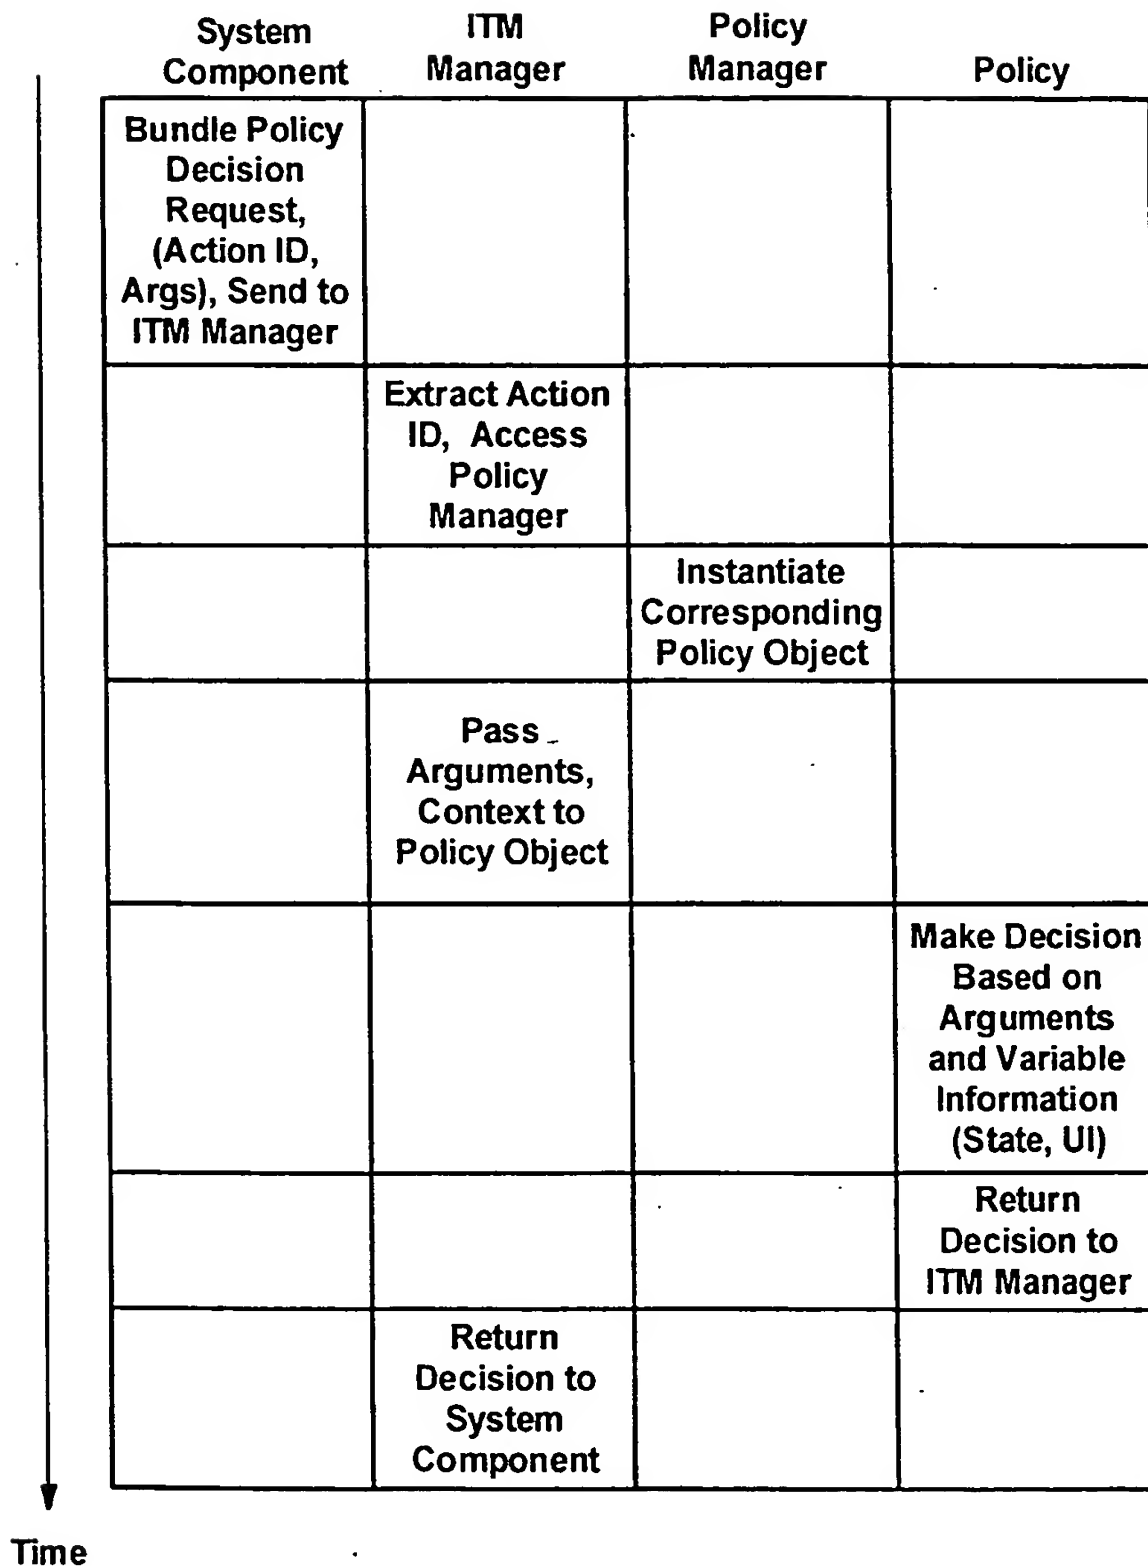 System
Component
ITM
Manager
Policy
Manager
Policy
Bundle Policy
Decision
Request,
(Action ID,
Args), Send to
ITM Manager
Extract Action
ID, Access
Policy
Manager
Instantiate
Corresponding
Policy Object
Pass
Arguments,
Context to
Policy Object
Make Decision
Based on
Arguments
and Variable
Information
(State, UI)
Return
Decision to
ITM Manager
Return
Decision to
System
Component
Time